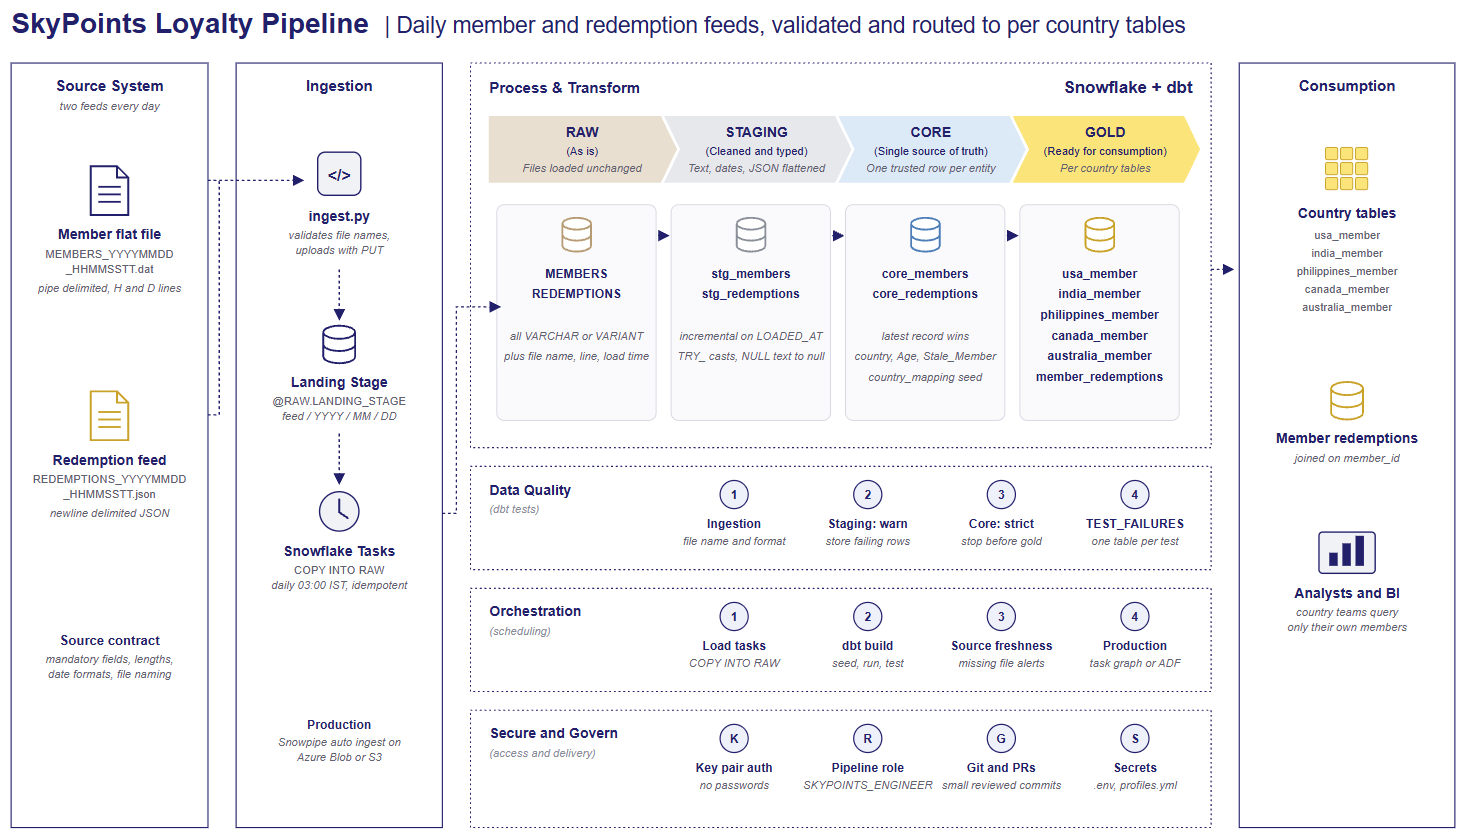 SkyPoints Loyalty Pipeline | Daily member and redemption feeds, validated and routed to per country tables
Source System
two feeds every day
Member flat file
MEMBERS_YYYYMMDD
_HHMMSSTT.dat
pipe delimited, H and D lines
Redemption feed
REDEMPTIONS_YYYYMMDD
_HHMMSSTT.json
newline delimited JSON
Source contract
mandatory fields, lengths,
date formats, file naming
Ingestion
</>
ingest.py
validates file names,
uploads with PUT
Landing Stage
@RAW.LANDING_STAGE
feed / YYYY / MM / DD
Snowflake Tasks
COPY INTO RAW
daily 03:00 IST, idempotent
Production
Snowpipe auto ingest on
Azure Blob or S3
Process & Transform
Snowflake + dbt
RAW
(As is)
Files loaded unchanged
STAGING
(Cleaned and typed)
Text, dates, JSON flattened
CORE
(Single source of truth)
One trusted row per entity
GOLD
(Ready for consumption)
Per country tables
MEMBERS
REDEMPTIONS
all VARCHAR or VARIANT
plus file name, line, load time
stg_members
stg_redemptions
incremental on LOADED_AT
TRY_ casts, NULL text to null
core_members
core_redemptions
latest record wins
country, Age, Stale_Member
country_mapping seed
usa_member
india_member
philippines_member
canada_member
australia_member
member_redemptions
Data Quality
(dbt tests)
1
Ingestion
file name and format
2
Staging: warn
store failing rows
3
Core: strict
stop before gold
4
TEST_FAILURES
one table per test
Orchestration
(scheduling)
1
Load tasks
COPY INTO RAW
2
dbt build
seed, run, test
3
Source freshness
missing file alerts
4
Production
task graph or ADF
Secure and Govern
(access and delivery)
K
Key pair auth
no passwords
R
Pipeline role
SKYPOINTS_ENGINEER
G
Git and PRs
small reviewed commits
S
Secrets
.env, profiles.yml
Consumption
Country tables
usa_member
india_member
philippines_member
canada_member
australia_member
Member redemptions
joined on member_id
Analysts and BI
country teams query
only their own members